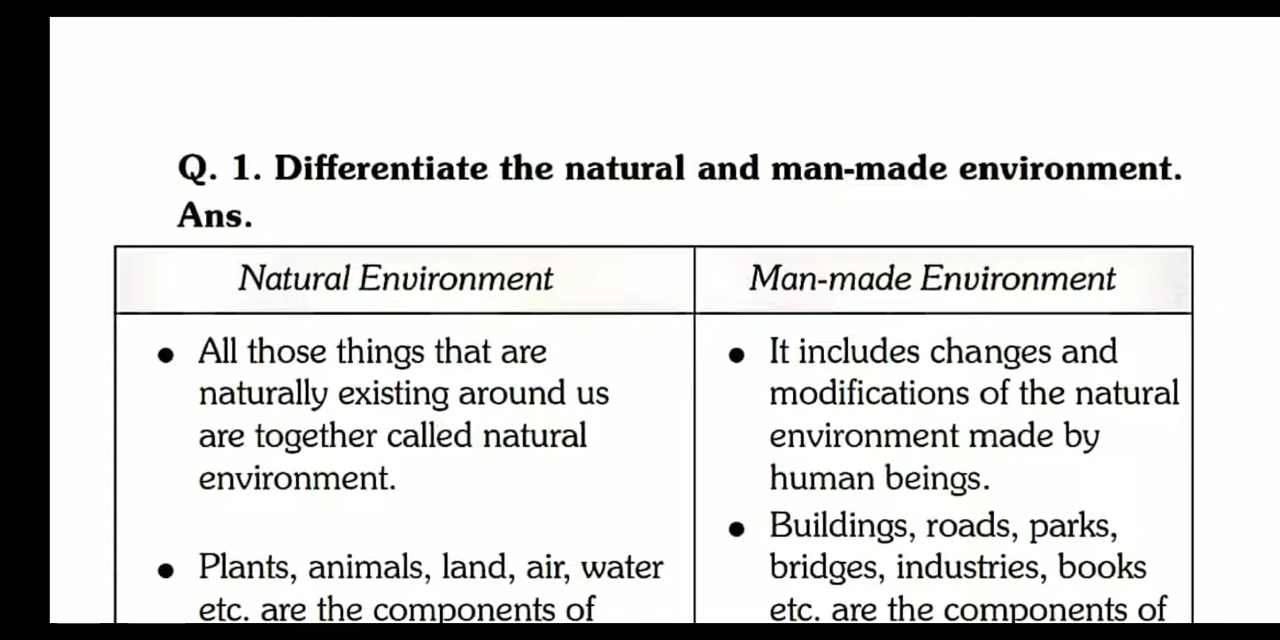 Q. 1. Differentiate the natural and man-made environment.
Ans.
Natural Environment
Man-made Environment
● All those things that are
naturally existing around us
are together called natural
environment.
● Plants, animals, land, air, water
etc. are the components of
● It includes changes and
modifications of the natural
environment made by
human beings.
● Buildings, roads, parks,
bridges, industries, books
etc. are the components of